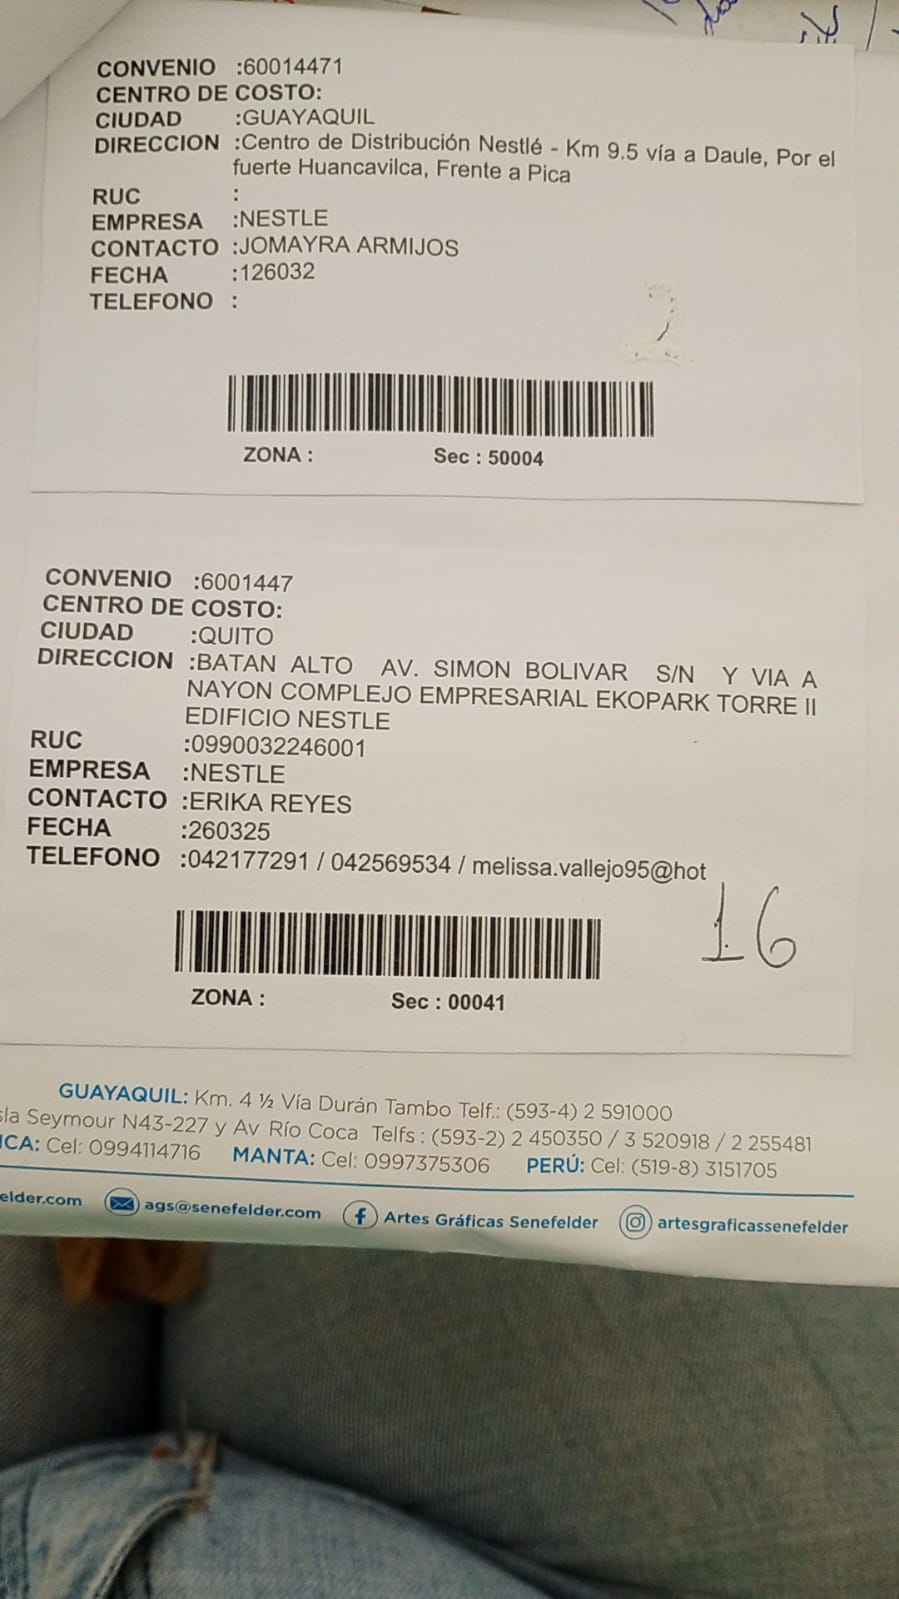 CONVENIO :60014471
CENTRO DE COSTO:
CIUDAD :GUAYAQUIL
DIRECCION :Centro de Distribución Nestlé - Km 9.5 vía a Daule, Por el
fuerte Huancavilca, Frente a Pica
RUC :
EMPRESA :NESTLE
CONTACTO :JOMAYRA ARMIJOS
FECHA :126032
TELEFONO :
2
ZONA : Sec : 50004
CONVENIO :6001447
CENTRO DE COSTO:
CIUDAD :QUITO
DIRECCION :BATAN ALTO AV. SIMON BOLIVAR S/N Y VIA A
NAYON COMPLEJO EMPRESARIAL EKOPARK TORRE II
EDIFICIO NESTLE
RUC :0990032246001
EMPRESA :NESTLE
CONTACTO :ERIKA REYES
FECHA :260325
TELEFONO :042177291 / 042569534 / melissa.vallejo95@hot
16
ZONA : Sec : 00041
GUAYAQUIL: Km. 4 ½ Vía Durán Tambo Telf.: (593-4) 2 591000
sla Seymour N43-227 y Av Río Coca Telfs : (593-2) 2 450350 / 3 520918 / 2 255481
CA: Cel: 0994114716 MANTA: Cel: 0997375306 PERÚ: Cel: (519-8) 3151705
elder.com ags@senefelder.com Artes Gráficas Senefelder artesgraficassenefelder